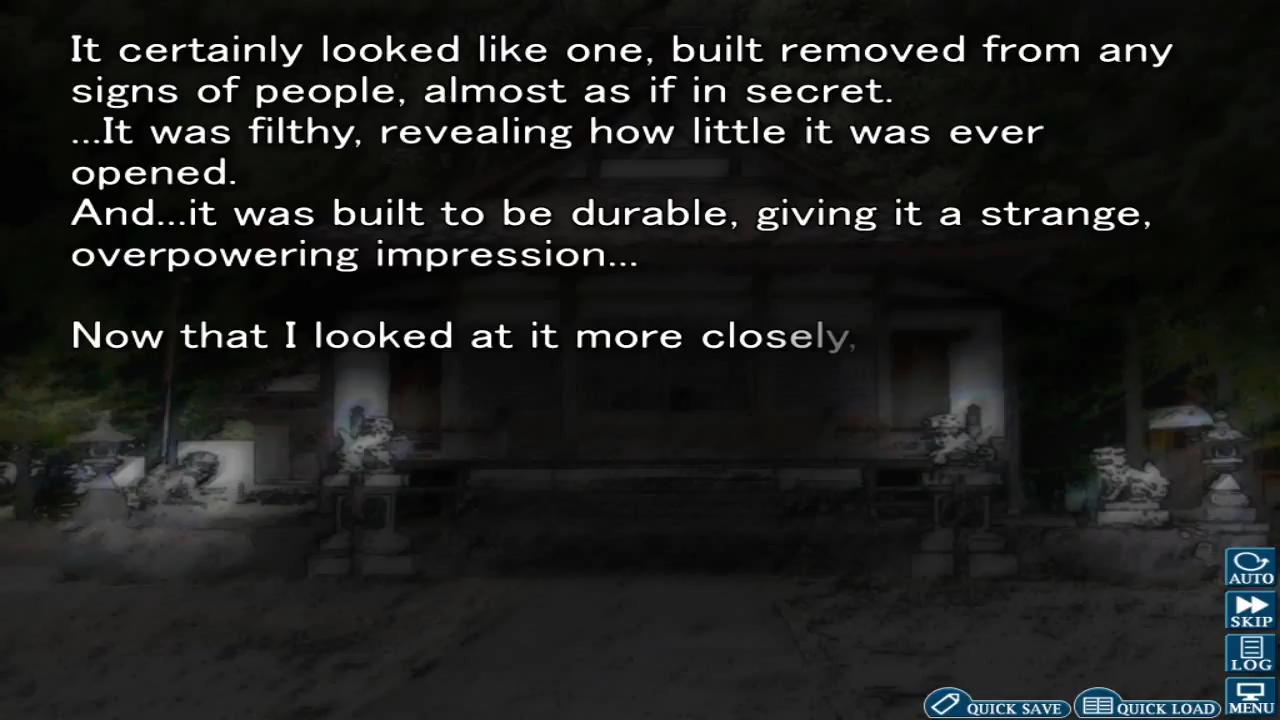 It certainly looked like one, built removed from any
signs of people, almost as if in secret.
...It was filthy, revealing how little it was ever
opened.
And...it was built to be durable, giving it a strange,
overpowering impression...
Now that I looked at it more closely,
AUTO
SKIP
LOG
QUICK SAVE
QUICK LOAD
MENU